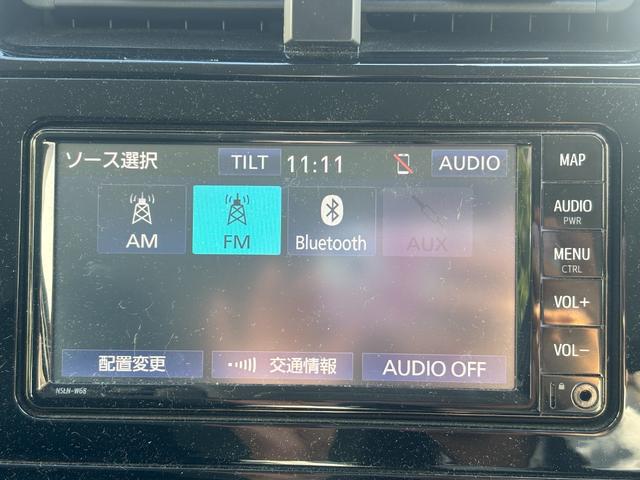 ソース選択 TILT 11:11 AUDIO
AM FM Bluetooth AUX
配置変更 交通情報 AUDIO OFF
NSLN-W68
MAP
AUDIO
PWR
MENU
CTRL
VOL+
VOL-